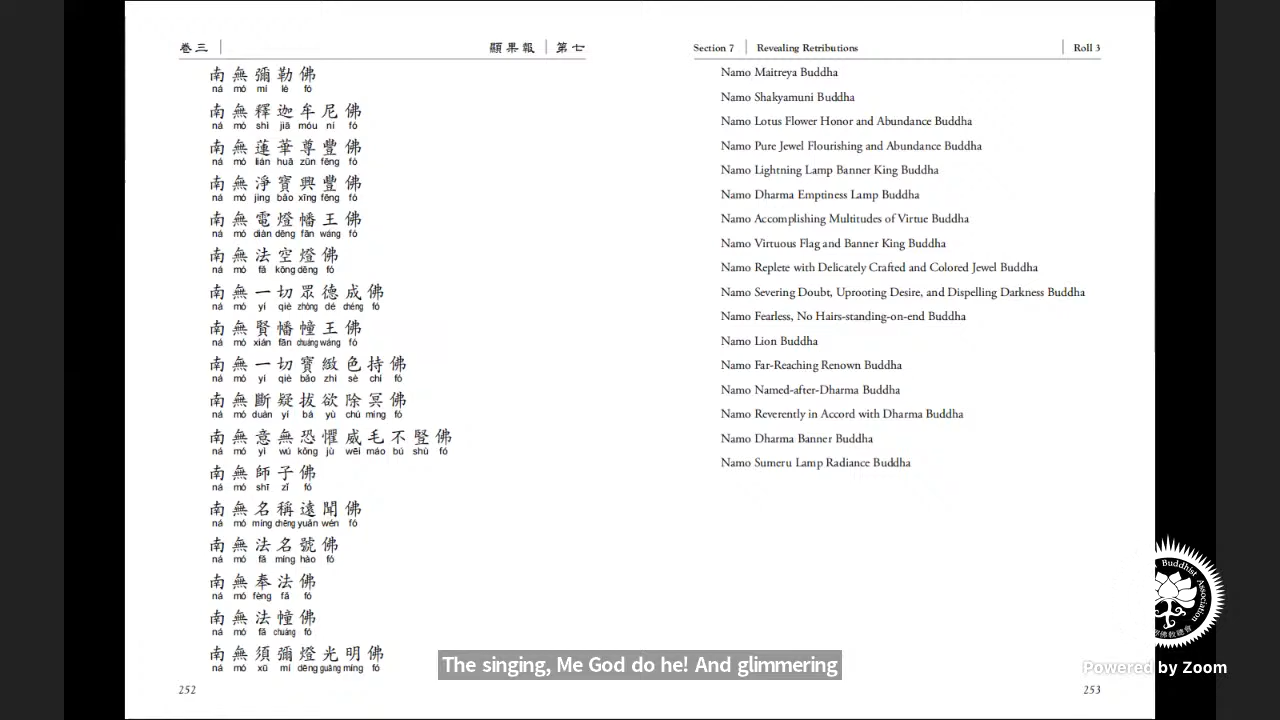 卷三 顯果報 第七
南無彌勒佛
ná mó mí lè fó
南無釋迦牟尼佛
ná mó shì jiā móu ní fó
南無蓮華尊豐佛
ná mó lián huā zūn fēng fó
南無淨寶興豐佛
ná mó jìng bǎo xīng fēng fó
南無電燈幡王佛
ná mó diàn dēng fān wáng fó
南無法空燈佛
ná mó fǎ kōng dēng fó
南無一切眾德成佛
ná mó yí qiè zhòng dé chéng fó
南無賢幡幢王佛
ná mó xián fān chuáng wáng fó
南無一切寶緻色持佛
ná mó yí qiè bǎo zhì sè chí fó
南無斷疑拔欲除冥佛
ná mó duàn yí bá yù chú míng fó
南無意無恐懼威毛不豎佛
ná mó yì wú kǒng jù wēi máo bú shù fó
南無師子佛
ná mó shī zǐ fó
南無名稱遠聞佛
ná mó míng chēng yuǎn wén fó
南無法名號佛
ná mó fǎ míng hào fó
南無奉法佛
ná mó fèng fǎ fó
南無法幢佛
ná mó fǎ chuáng fó
南無須彌燈光明佛
ná mó xū mí dēng guāng míng fó
252
Section 7 Revealing Retributions Roll 3
Namo Maitreya Buddha
Namo Shakyamuni Buddha
Namo Lotus Flower Honor and Abundance Buddha
Namo Pure Jewel Flourishing and Abundance Buddha
Namo Lightning Lamp Banner King Buddha
Namo Dharma Emptiness Lamp Buddha
Namo Accomplishing Multitudes of Virtue Buddha
Namo Virtuous Flag and Banner King Buddha
Namo Replete with Delicately Crafted and Colored Jewel Buddha
Namo Severing Doubt, Uprooting Desire, and Dispelling Darkness Buddha
Namo Fearless, No Hairs-standing-on-end Buddha
Namo Lion Buddha
Namo Far-Reaching Renown Buddha
Namo Named-after-Dharma Buddha
Namo Reverently in Accord with Dharma Buddha
Namo Dharma Banner Buddha
Namo Sumeru Lamp Radiance Buddha
253
Buddhist Association
佛教總會
The singing, Me God do he! And glimmering
Powered by Zoom